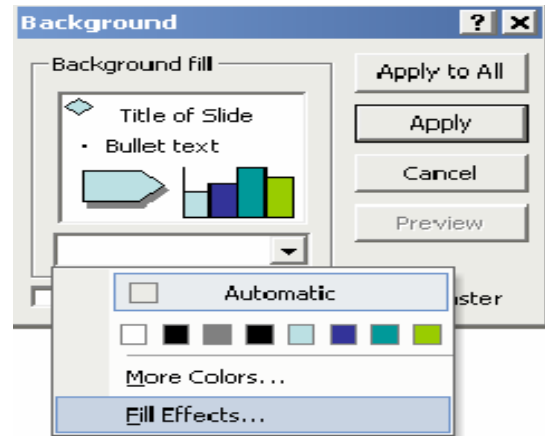 Background
Background fill
Title of Slide
• Bullet text
Apply to All
Apply
Cancel
Preview
Automatic
ster
More Colors...
Fill Effects...